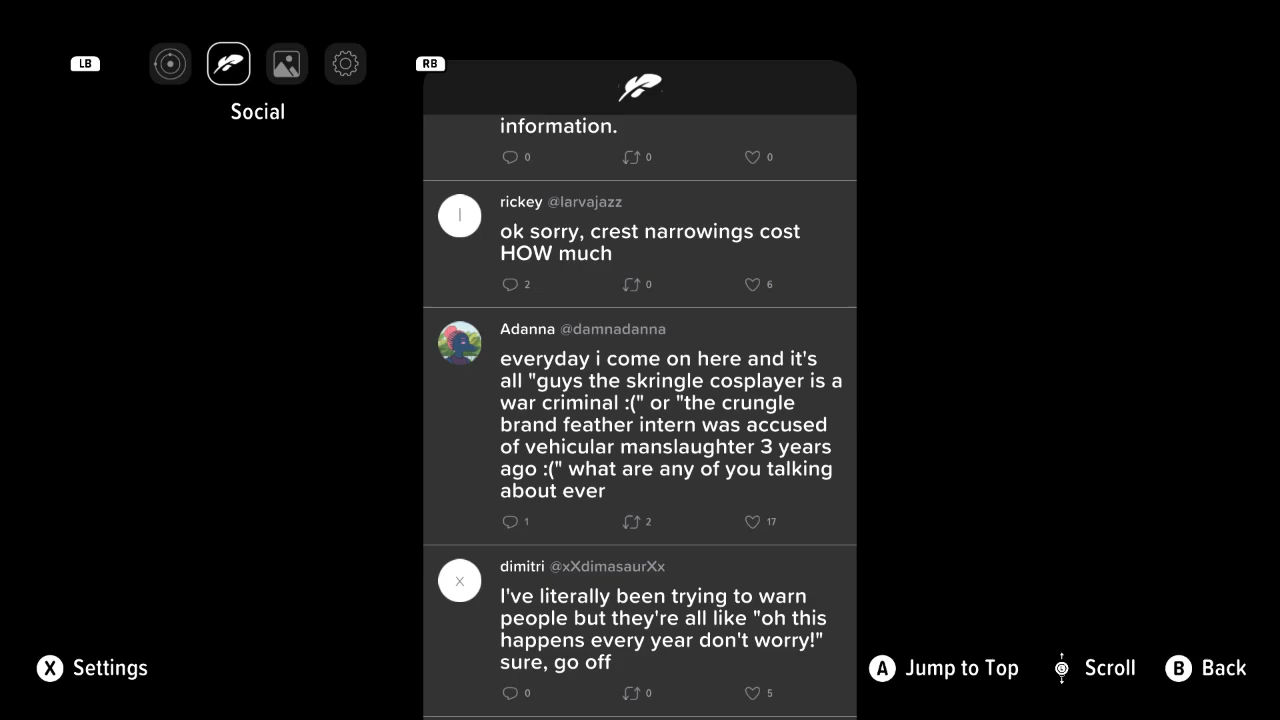 LB
RB
Social
information.
0 0 0
l
rickey @larvajazz
ok sorry, crest narrowings cost
HOW much
2 0 6
Adanna @damnadanna
everyday i come on here and it's
all "guys the skringle cosplayer is a
war criminal :(" or "the crungle
brand feather intern was accused
of vehicular manslaughter 3 years
ago :(" what are any of you talking
about ever
1 2 17
x
dimitri @xXdimasaurXx
I've literally been trying to warn
people but they're all like "oh this
happens every year don't worry!"
sure, go off
0 0 5
X Settings
A Jump to Top
Scroll
B Back